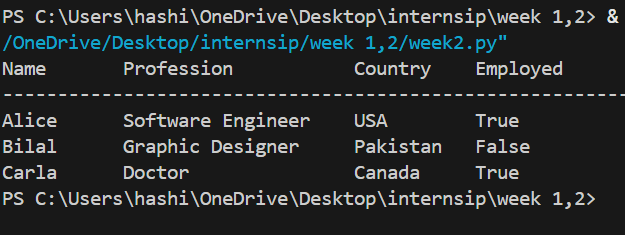 PS C:\Users\hashi\OneDrive\Desktop\internsip\week 1,2> &
/OneDrive/Desktop/internsip/week 1,2/week2.py"
Name       Profession           Country    Employed
---------------------------------------------------------
Alice      Software Engineer    USA        True
Bilal      Graphic Designer     Pakistan   False
Carla      Doctor               Canada     True
PS C:\Users\hashi\OneDrive\Desktop\internsip\week 1,2>